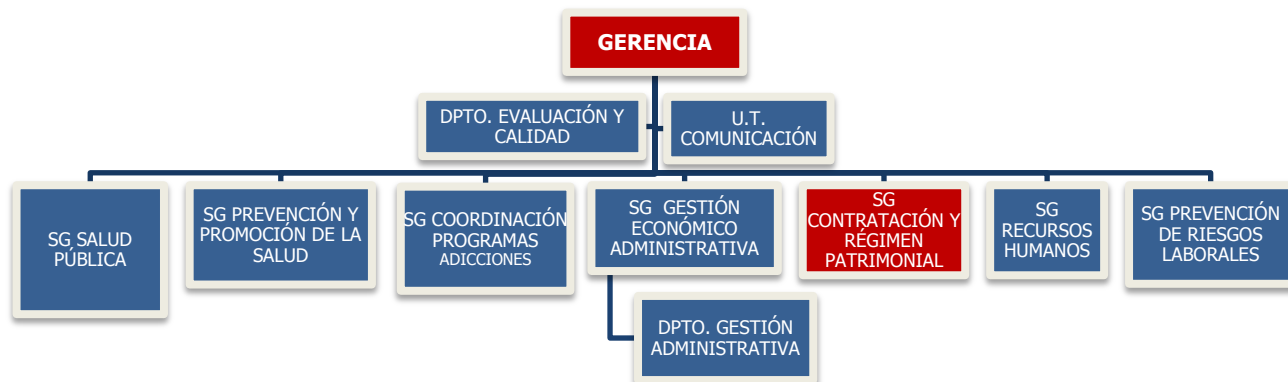 GERENCIA
DPTO. EVALUACIÓN Y
CALIDAD
U.T.
COMUNICACIÓN
SG SALUD
PÚBLICA
SG PREVENCIÓN Y
PROMOCIÓN DE LA
SALUD
SG COORDINACIÓN
PROGRAMAS
ADICCIONES
SG GESTIÓN
ECONÓMICO
ADMINISTRATIVA
SG
CONTRATACIÓN Y
RÉGIMEN
PATRIMONIAL
SG
RECURSOS
HUMANOS
SG PREVENCIÓN
DE RIESGOS
LABORALES
DPTO. GESTIÓN
ADMINISTRATIVA